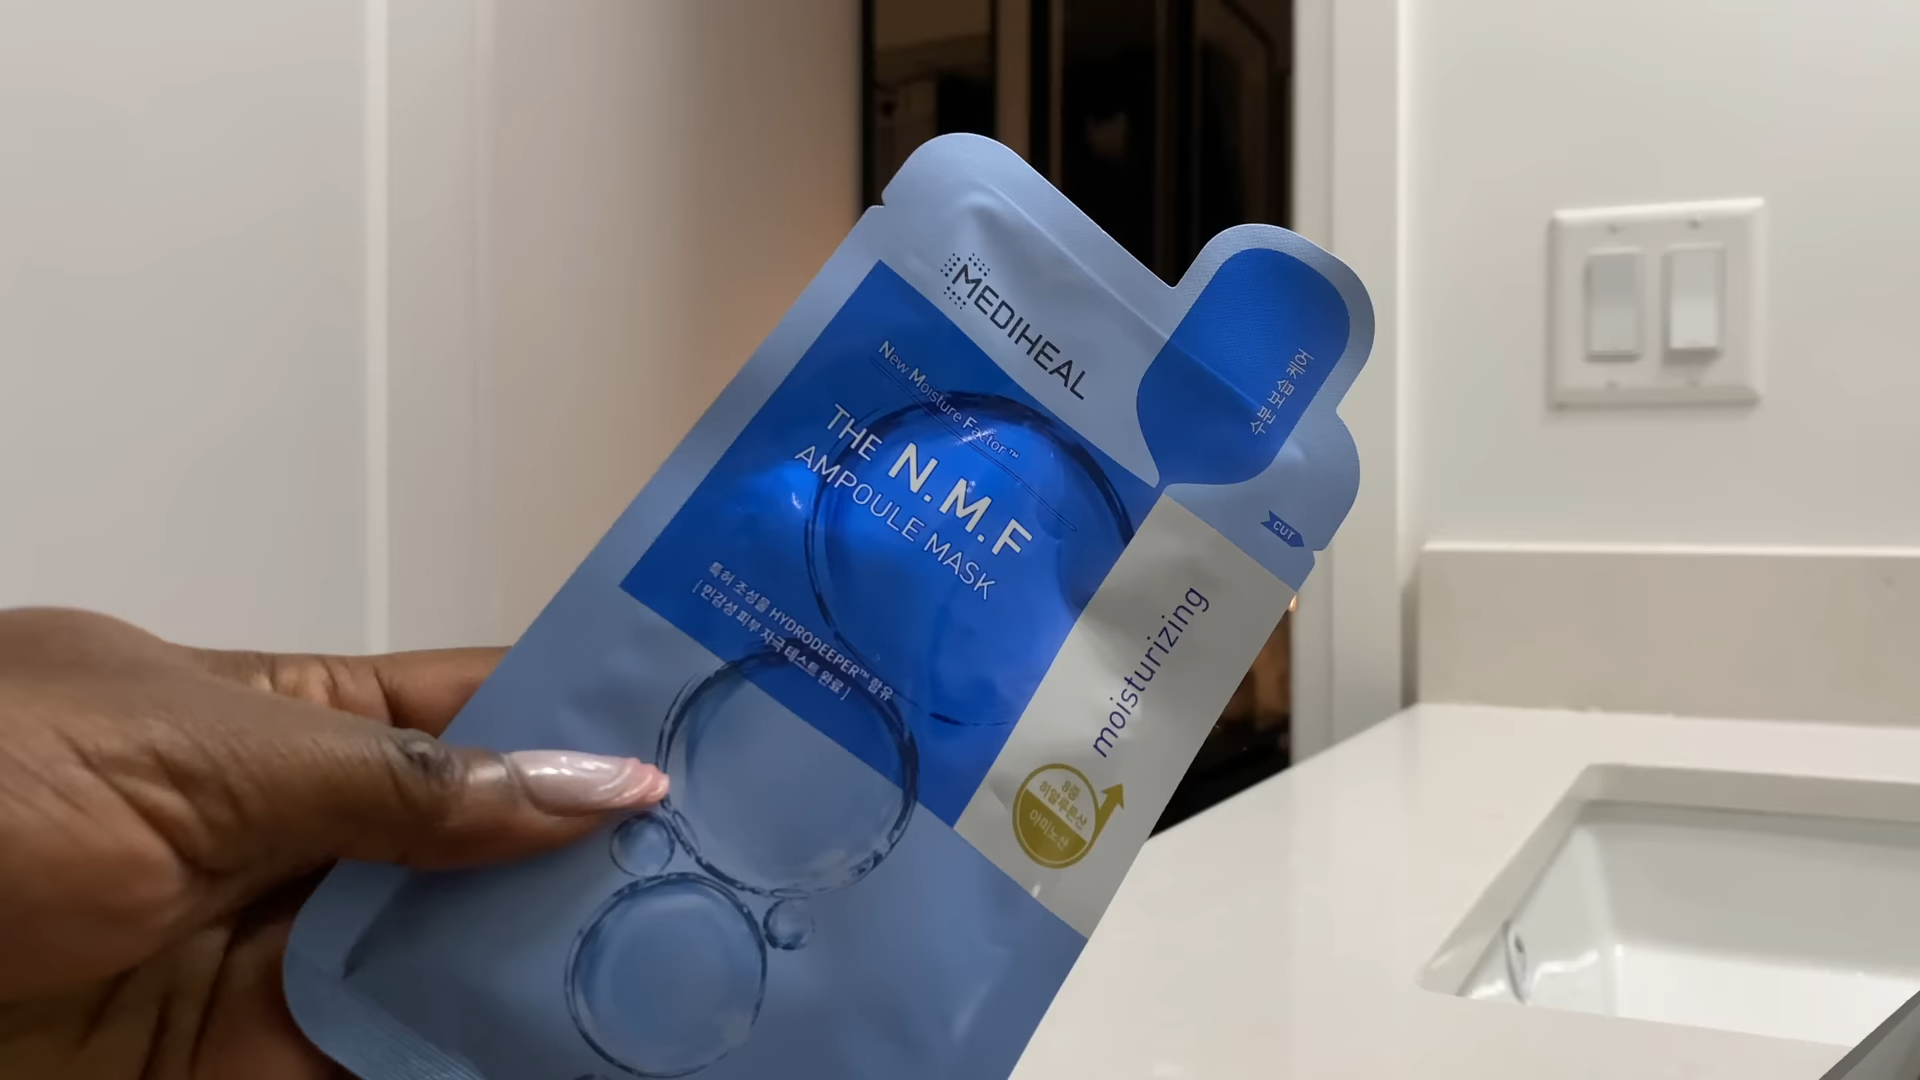 MEDIHEAL
New Moisture Factor™
THE N.M.F
AMPOULE MASK
특허 조성물 HYDRODEEPER™ 함유
[ 민감성 피부 자극 테스트 완료 ]
수분 보습 케어
CUT
moisturizing
8중
히알루론산
아미노산